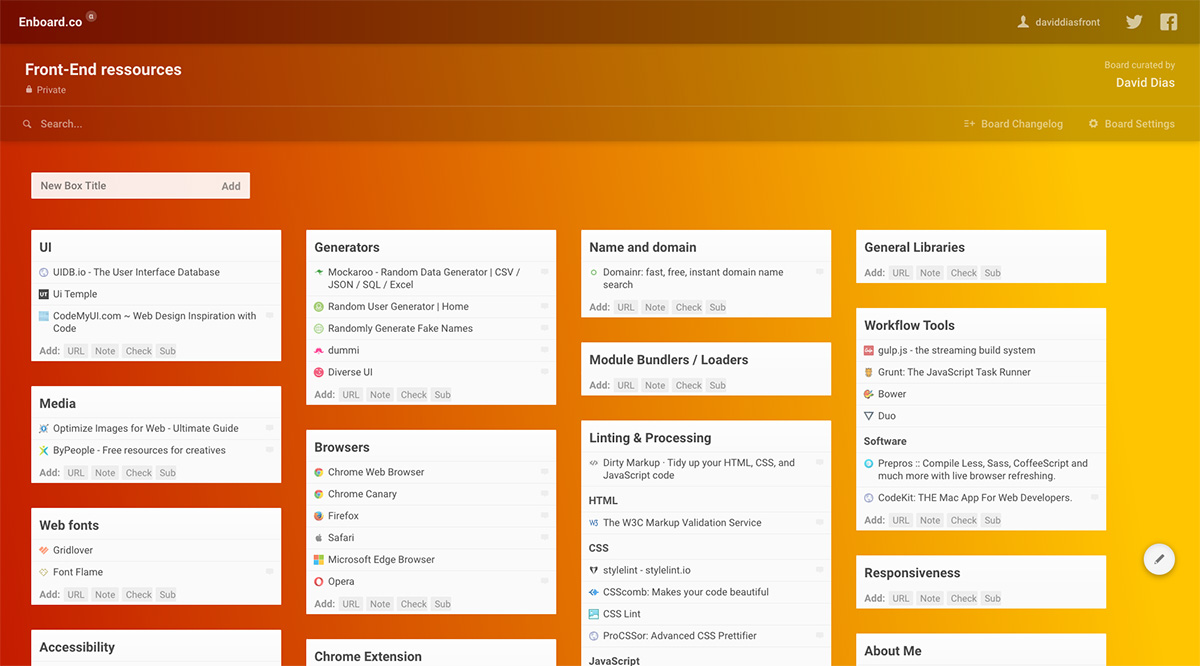 Enboard.co α
daviddiasfront
Front-End ressources
Private
Board curated by
David Dias
Search...
Board Changelog
Board Settings
New Box Title Add
UI
UIDB.io - The User Interface Database
UT Ui Temple
CodeMyUI.com ~ Web Design Inspiration with
Code
Add: URL Note Check Sub
Media
Optimize Images for Web - Ultimate Guide
ByPeople - Free resources for creatives
Add: URL Note Check Sub
Web fonts
Gridlover
Font Flame
Add: URL Note Check Sub
Accessibility
Generators
Mockaroo - Random Data Generator | CSV /
JSON / SQL / Excel
Random User Generator | Home
Randomly Generate Fake Names
dummi
Diverse UI
Add: URL Note Check Sub
Browsers
Chrome Web Browser
Chrome Canary
Firefox
Safari
Microsoft Edge Browser
Opera
Add: URL Note Check Sub
Chrome Extension
Name and domain
Domainr: fast, free, instant domain name
search
Add: URL Note Check Sub
Module Bundlers / Loaders
Add: URL Note Check Sub
Linting & Processing
Dirty Markup · Tidy up your HTML, CSS, and
JavaScript code
HTML
W3 The W3C Markup Validation Service
CSS
stylelint - stylelint.io
CSScomb: Makes your code beautiful
CSS Lint
ProCSSor: Advanced CSS Prettifier
JavaScript
General Libraries
Add: URL Note Check Sub
Workflow Tools
gulp.js - the streaming build system
Grunt: The JavaScript Task Runner
Bower
Duo
Software
Prepros :: Compile Less, Sass, CoffeeScript and
much more with live browser refreshing.
CodeKit: THE Mac App For Web Developers.
Add: URL Note Check Sub
Responsiveness
Add: URL Note Check Sub
About Me